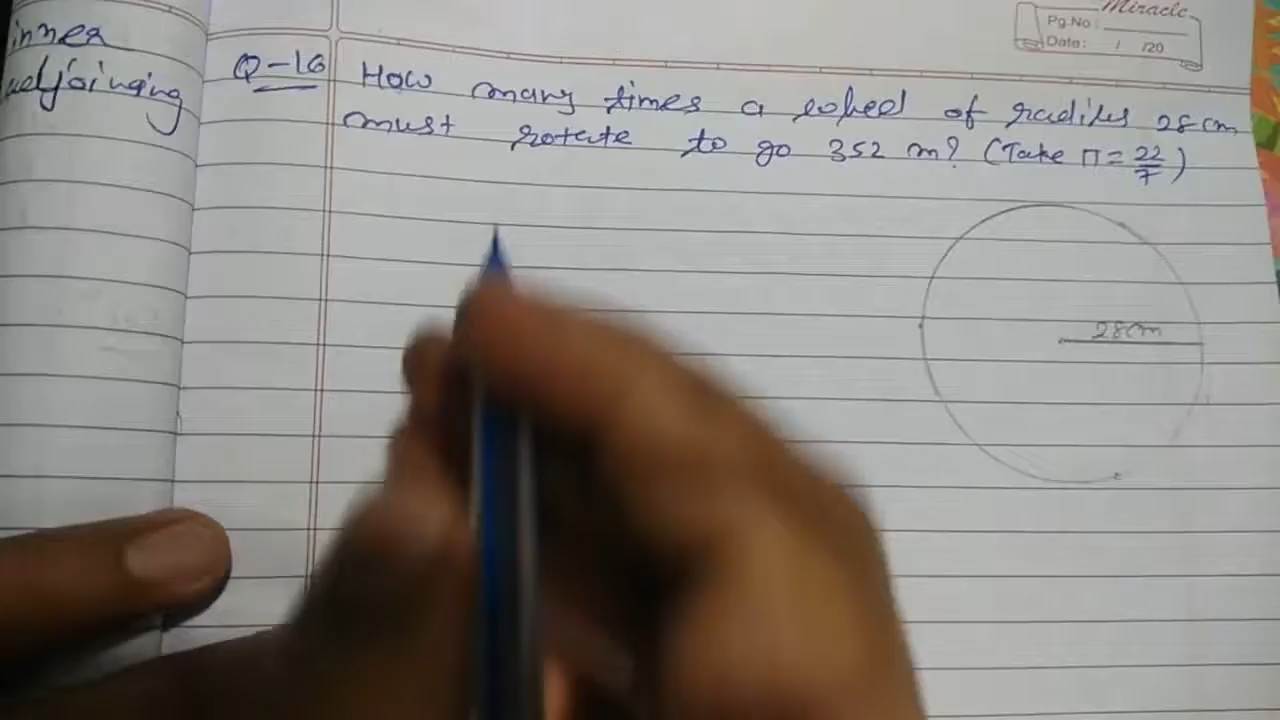 Miracle
Pg.No :
Date: / /20
inner
adjoinging
Q-16 How many times a wheel of radius 28 cm
must rotate to go 352 m? (Take π = 22/7)
28cm